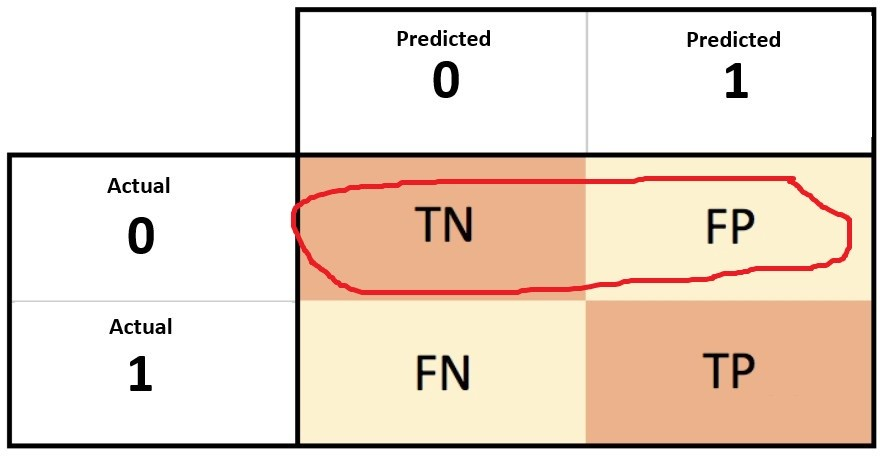 Predicted
0
Predicted
1
Actual
0
TN
FP
Actual
1
FN
TP